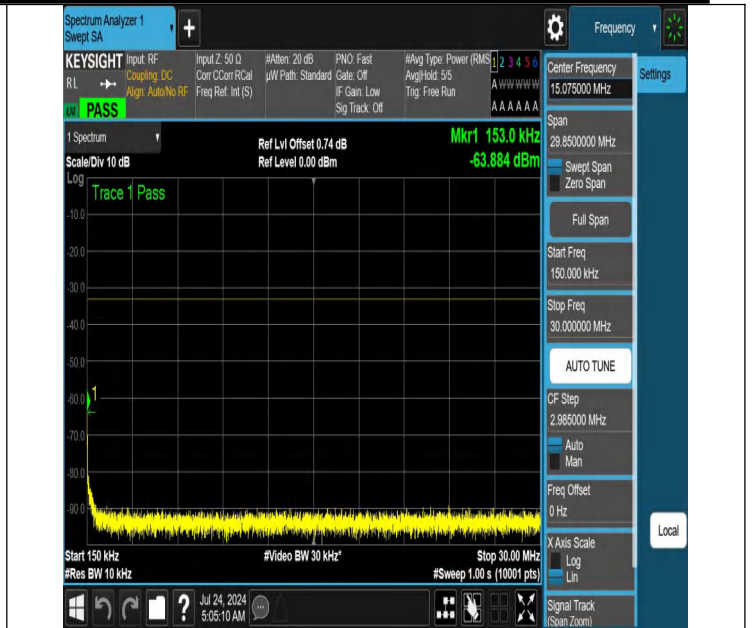 Spectrum Analyzer 1
Swept SA
+
Frequency
KEYSIGHT
RL
PASS
Input: RF
Coupling: DC
Align: Auto/No RF
Input Z: 50 Ω
Corr CCorr RCal
Freq Ref: Int (S)
#Atten: 20 dB
µW Path: Standard
PNO: Fast
Gate: Off
IF Gain: Low
Sig Track: Off
#Avg Type: Power (RMS
Avg|Hold: 5/5
Trig: Free Run
1 2 3 4 5 6
A W W W W W
A A A A A A
1 Spectrum
Scale/Div 10 dB
Ref Lvl Offset 0.74 dB
Ref Level 0.00 dBm
Mkr1 153.0 kHz
-63.884 dBm
Log
Trace 1 Pass
-10.0
-20.0
-30.0
-40.0
-50.0
-60.0
-70.0
-80.0
-90.0
1
Start 150 kHz
#Res BW 10 kHz
#Video BW 30 kHz*
Stop 30.00 MHz
#Sweep 1.00 s (10001 pts)
Center Frequency
15.075000 MHz
Settings
Span
29.8500000 MHz
Swept Span
Zero Span
Full Span
Start Freq
150.000 kHz
Stop Freq
30.000000 MHz
AUTO TUNE
CF Step
2.985000 MHz
Auto
Man
Freq Offset
0 Hz
X Axis Scale
Log
Lin
Signal Track
(Span Zoom)
Local
?
Jul 24, 2024
5:05:10 AM